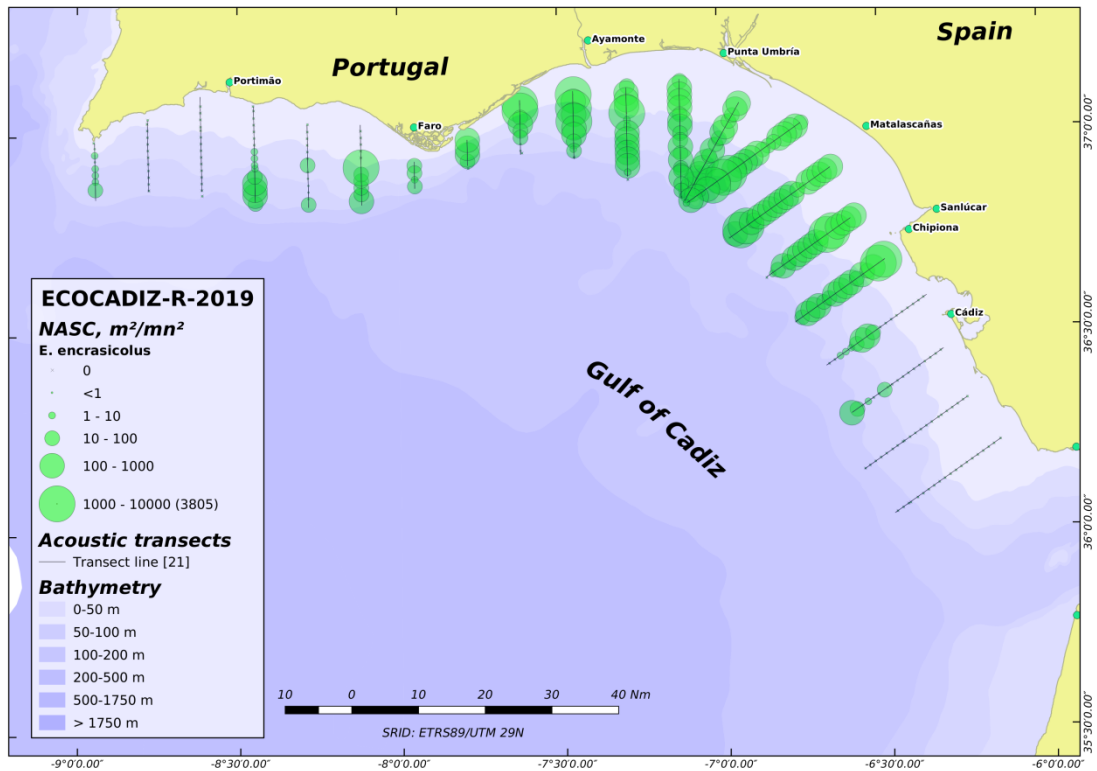 Spain
Ayamonte
Punta Umbría
Portugal
Portimão
Faro
Matalascañas
Sanlúcar
Chipiona
Cádiz
Gulf of Cadiz
ECOCADIZ-R-2019
NASC, m²/mn²
E. encrasicolus
0
<1
1 - 10
10 - 100
100 - 1000
1000 - 10000 (3805)
Acoustic transects
Transect line [21]
Bathymetry
0-50 m
50-100 m
100-200 m
200-500 m
500-1750 m
> 1750 m
10 0 10 20 30 40 Nm
SRID: ETRS89/UTM 29N
37°0'0.00"
36°30'0.00"
36°0'0.00"
35°30'0.00"
-9°0'0.00" -8°30'0.00" -8°0'0.00" -7°30'0.00" -7°0'0.00" -6°30'0.00" -6°0'0.00"